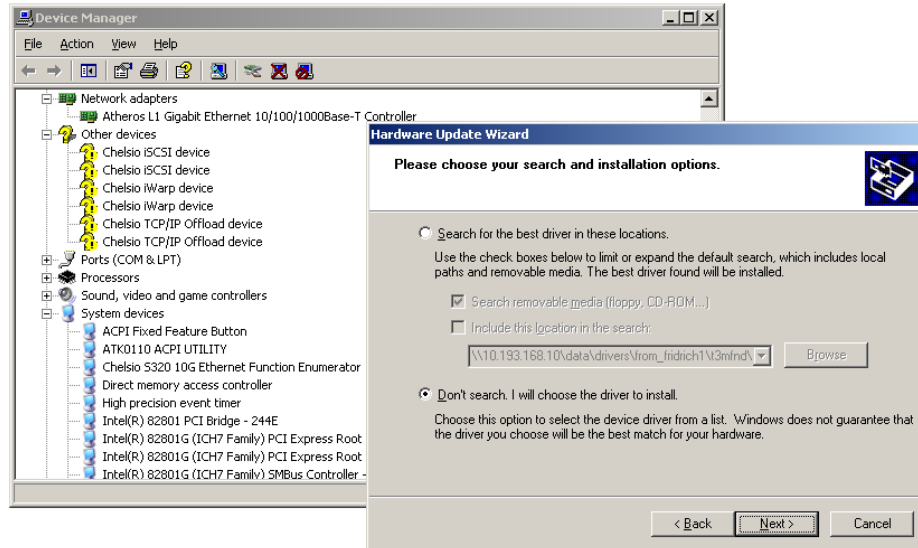 Device Manager
File Action View Help
Network adapters
Atheros L1 Gigabit Ethernet 10/100/1000Base-T Controller
Other devices
Chelsio iSCSI device
Chelsio iSCSI device
Chelsio iWarp device
Chelsio iWarp device
Chelsio TCP/IP Offload device
Chelsio TCP/IP Offload device
Ports (COM & LPT)
Processors
Sound, video and game controllers
System devices
ACPI Fixed Feature Button
ATK0110 ACPI UTILITY
Chelsio S320 10G Ethernet Function Enumerator
Direct memory access controller
High precision event timer
Intel(R) 82801 PCI Bridge - 244E
Intel(R) 82801G (ICH7 Family) PCI Express Root
Intel(R) 82801G (ICH7 Family) PCI Express Root
Intel(R) 82801G (ICH7 Family) SMBus Controller -
Hardware Update Wizard
Please choose your search and installation options.
Search for the best driver in these locations.
Use the check boxes below to limit or expand the default search, which includes local
paths and removable media. The best driver found will be installed.
Search removable media (floppy, CD-ROM...)
Include this location in the search:
\\10.193.168.10\data\drivers\from_fridrich1\t3mfnd\
Browse
Don't search. I will choose the driver to install.
Choose this option to select the device driver from a list. Windows does not guarantee that
the driver you choose will be the best match for your hardware.
< Back Next > Cancel